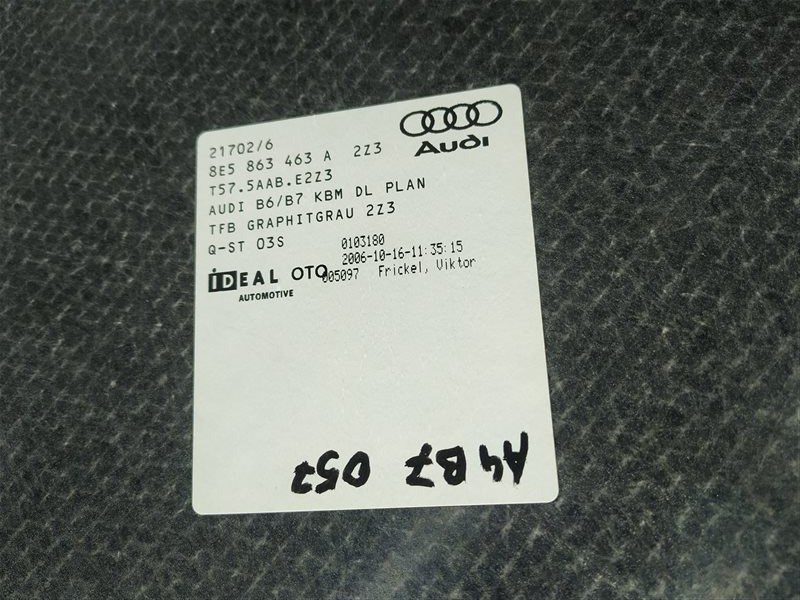 21702/6
8E5 863 463 A 2Z3
T57.5AAB.E2Z3
AUDI B6/B7 KBM DL PLAN
TFB GRAPHITGRAU 2Z3
Q-ST 03S
0103180
2006-10-16-11:35:15
005097 Frickel, Viktor
Audi
IDEAL OTO
AUTOMOTIVE
A4 B7 057